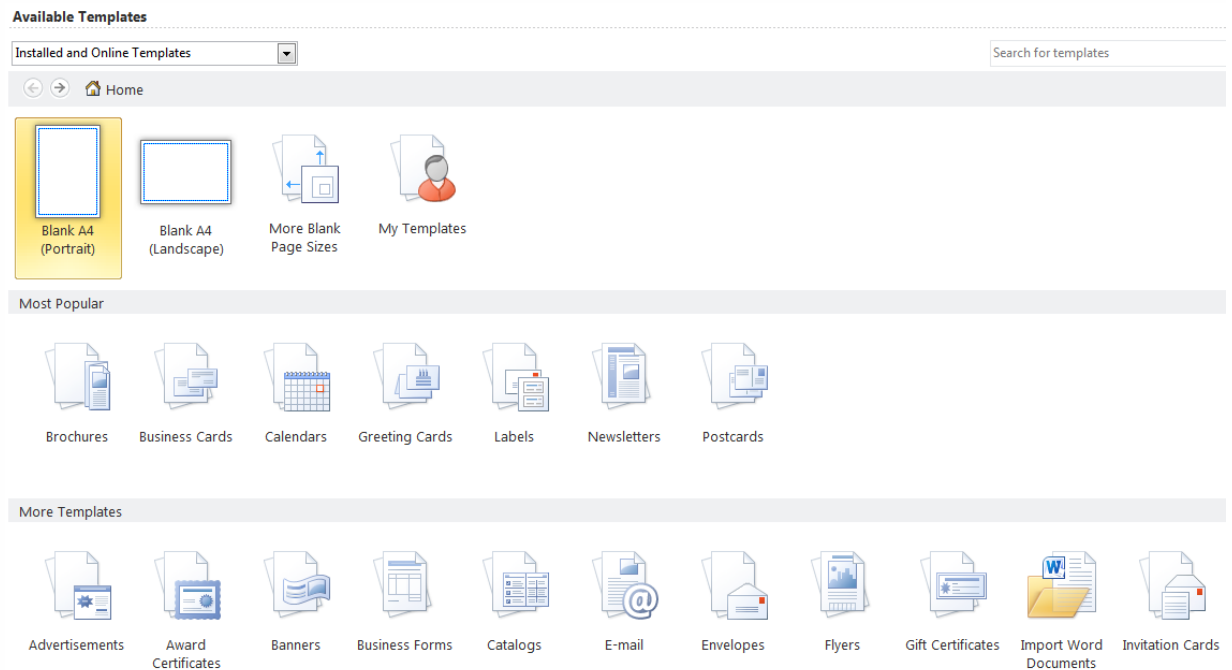 Available Templates
Installed and Online Templates
Search for templates
Home
Blank A4
(Portrait)
Blank A4
(Landscape)
More Blank
Page Sizes
My Templates
Most Popular
Brochures
Business Cards
Calendars
Greeting Cards
Labels
Newsletters
Postcards
More Templates
Advertisements
Award
Certificates
Banners
Business Forms
Catalogs
E-mail
Envelopes
Flyers
Gift Certificates
Import Word
Documents
Invitation Cards